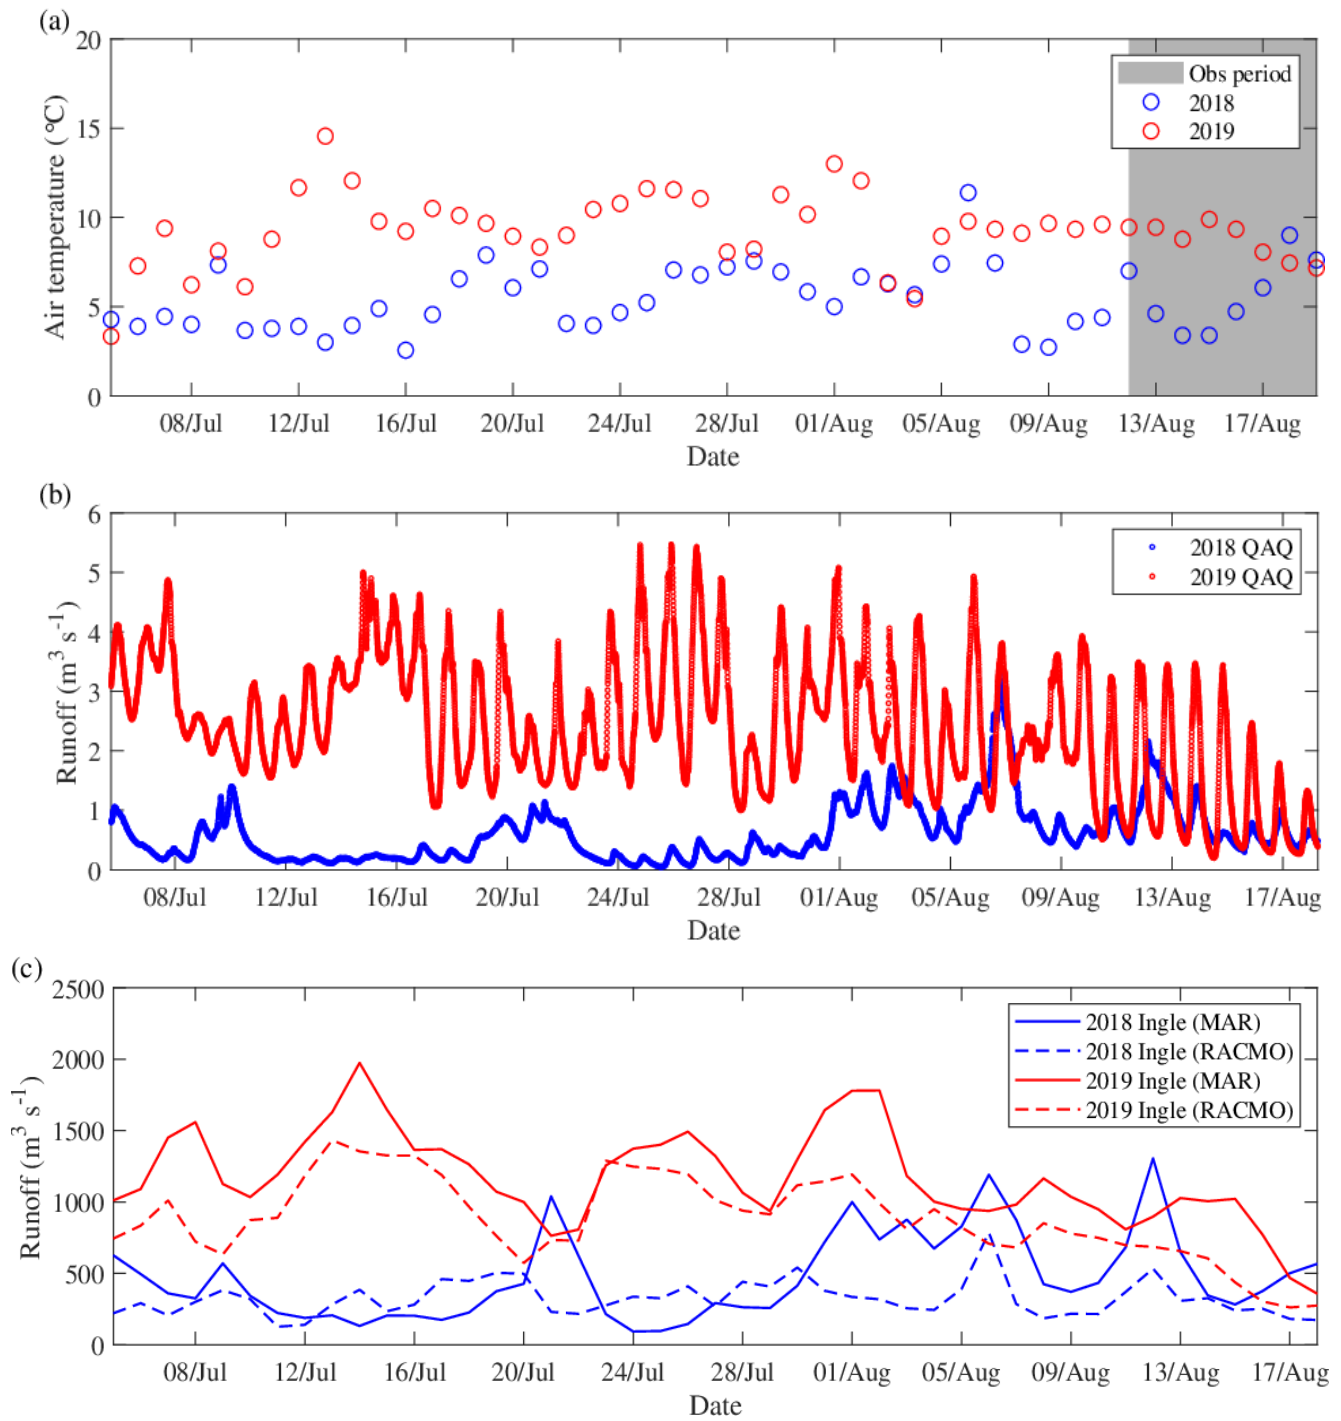 (a)
20
15
10
5
0
Air temperature (°C)
Obs period
2018
2019
08/Jul 12/Jul 16/Jul 20/Jul 24/Jul 28/Jul 01/Aug 05/Aug 09/Aug 13/Aug 17/Aug
Date
(b)
6
5
4
3
2
1
0
Runoff (m³ s⁻¹)
2018 QAQ
2019 QAQ
08/Jul 12/Jul 16/Jul 20/Jul 24/Jul 28/Jul 01/Aug 05/Aug 09/Aug 13/Aug 17/Aug
Date
(c)
2500
2000
1500
1000
500
0
Runoff (m³ s⁻¹)
2018 Ingle (MAR)
2018 Ingle (RACMO)
2019 Ingle (MAR)
2019 Ingle (RACMO)
08/Jul 12/Jul 16/Jul 20/Jul 24/Jul 28/Jul 01/Aug 05/Aug 09/Aug 13/Aug 17/Aug
Date